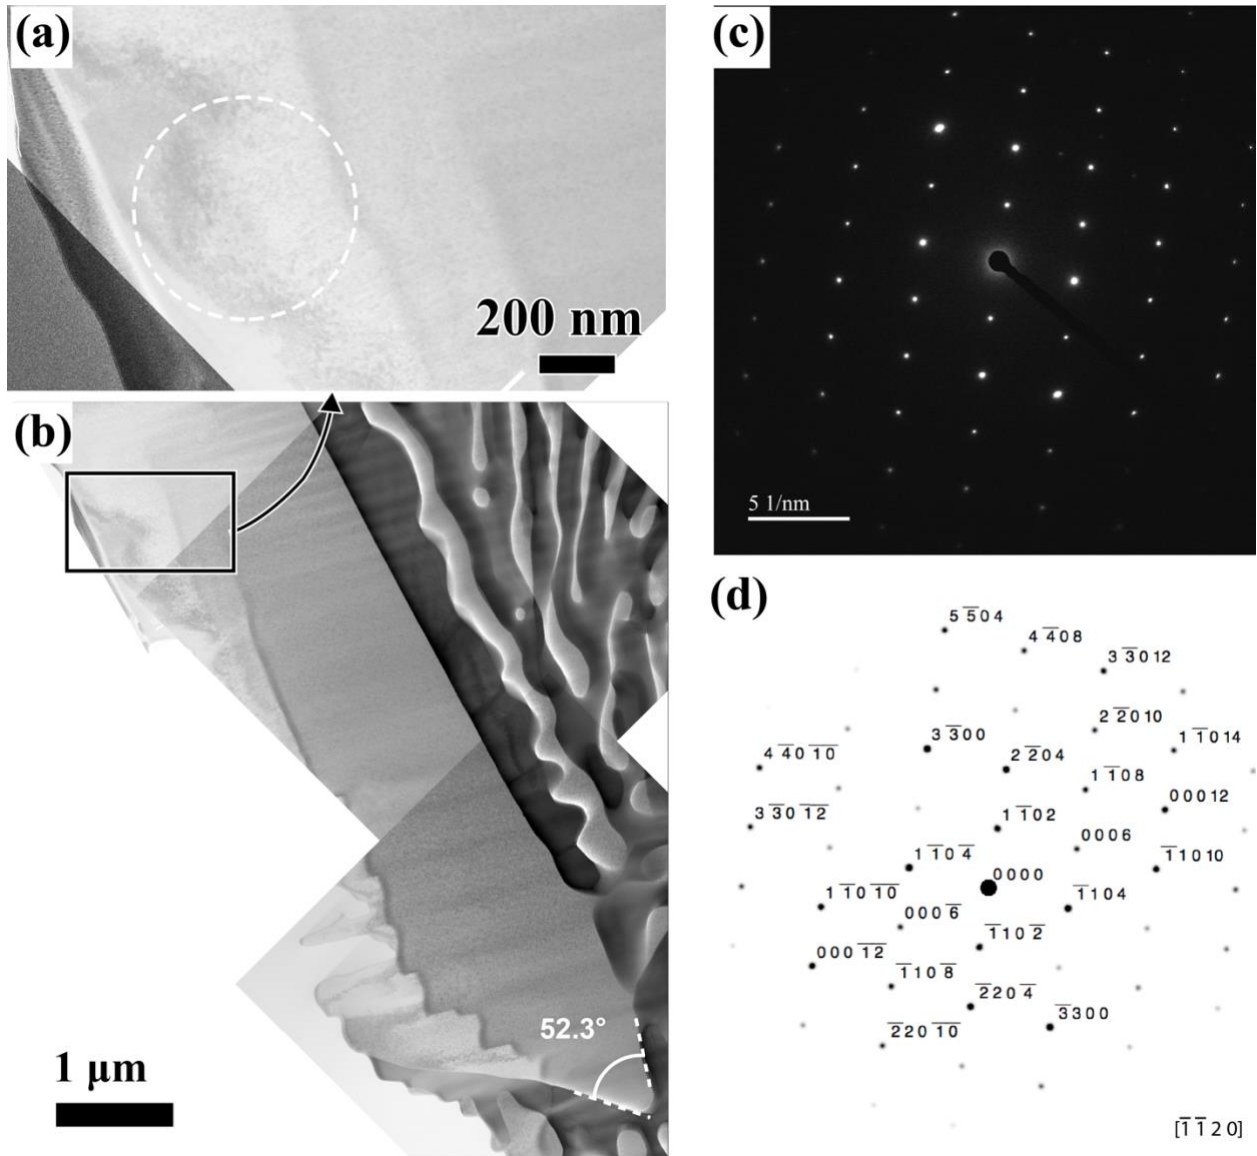 (a)
200 nm
(b)
52.3°
1 µm
(c)
5 1/nm
(d)
5 5̅ 0 4
4 4̅ 0 8
3 3̅ 0 12
2 2̅ 0 10
1 1̅ 0 14
3 3̅ 0 0
2 2̅ 0 4
4 4̅ 0 1̅0̅
1 1̅ 0 8
0 0 0 12
3 3̅ 0 1̅2̅
1 1̅ 0 2
0 0 0 6
1̅ 1 0 10
1 1̅ 0 4̅
0 0 0 0
1 1̅ 0 1̅0̅
0 0 0 6̅
1̅ 1 0 4
0 0 0 1̅2̅
1̅ 1 0 2̅
1̅ 1 0 8̅
2̅ 2 0 4̅
3̅ 3 0 0
2̅ 2 0 1̅0̅
[1̅ 1̅ 2 0]